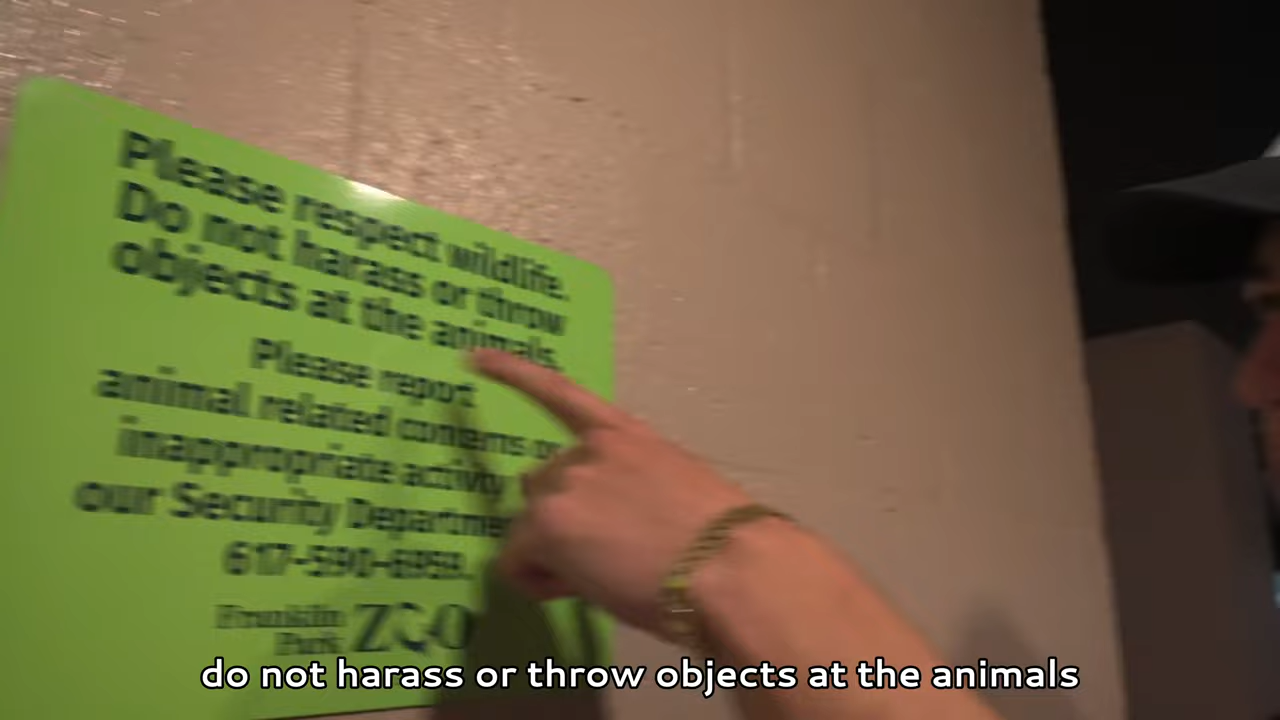 Please respect wildlife.
Do not harass or throw
objects at the animals.
Please report
animal related concerns or
inappropriate activity
our Security Department
617-590-6959.
Franklin
Park ZOO
do not harass or throw objects at the animals